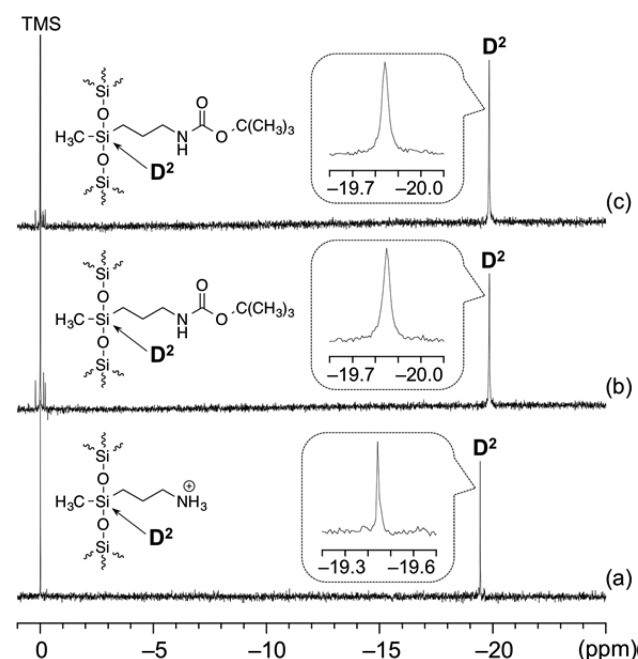 TMS
D²
Si
O
H₃C
Si
N
H
O
O
C(CH₃)₃
O
Si
D²
–19.7 –20.0
(c)
D²
Si
O
H₃C
Si
N
H
O
O
C(CH₃)₃
O
Si
D²
–19.7 –20.0
(b)
D²
Si
O
H₃C
Si
⊕
NH₃
O
Si
D²
–19.3 –19.6
(a)
0 –5 –10 –15 –20 (ppm)